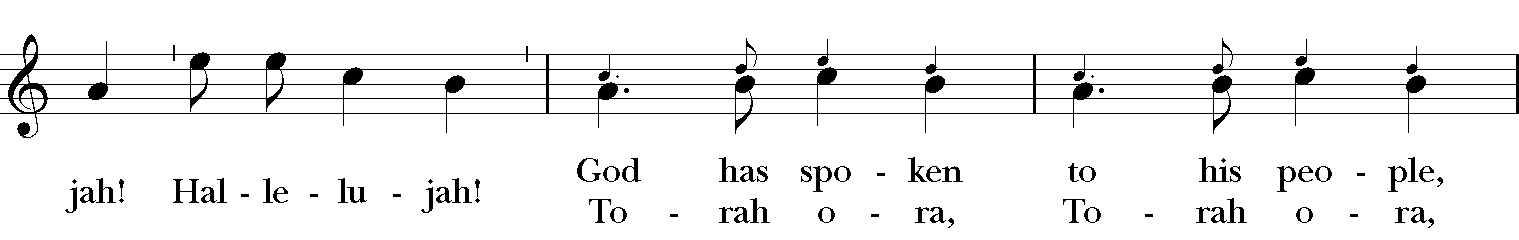 jah! Hal - le - lu - jah!
God has spo - ken to his peo - ple,
To - rah o - ra, To - rah o - ra,